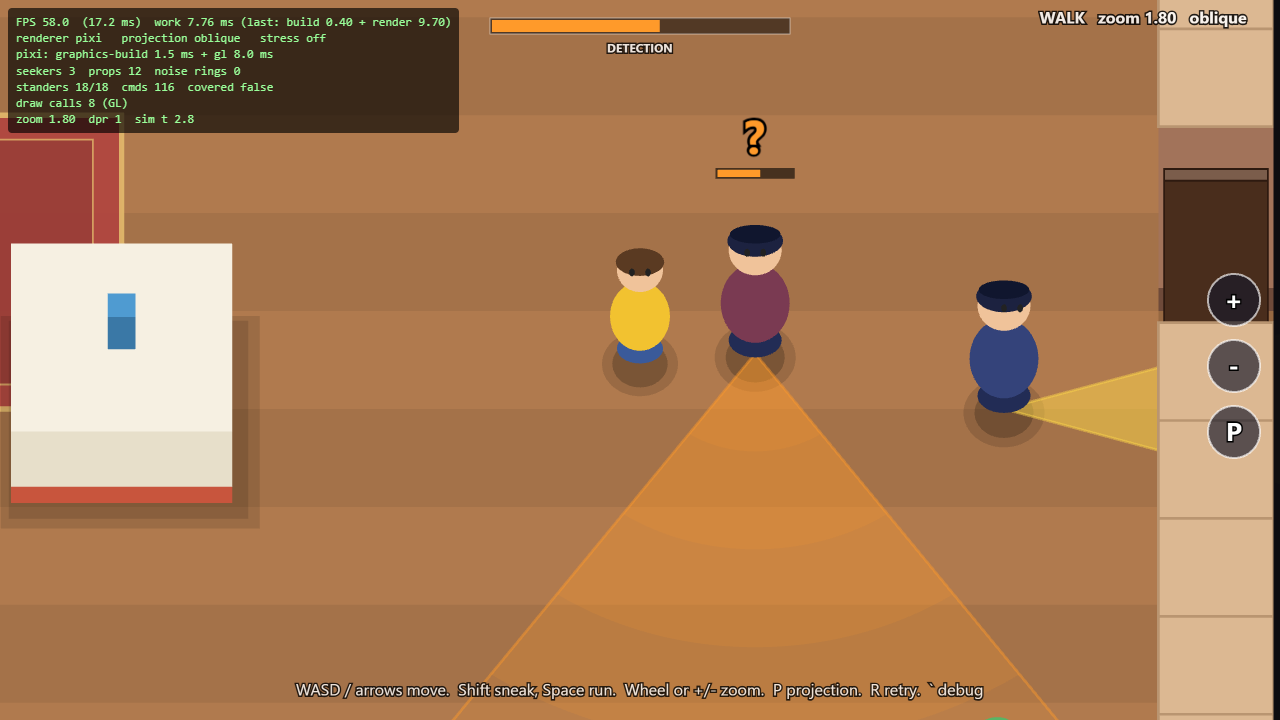 FPS 58.0 (17.2 ms) work 7.76 ms (last: build 0.40 + render 9.70)
renderer pixi projection oblique stress off
pixi: graphics-build 1.5 ms + gl 8.0 ms
seekers 3 props 12 noise rings 0
standers 18/18 cmds 116 covered false
draw calls 8 (GL)
zoom 1.80 dpr 1 sim t 2.8
DETECTION
WALK zoom 1.80 oblique
?
+
-
P
WASD / arrows move. Shift sneak, Space run. Wheel or +/- zoom. P projection. R retry. ` debug